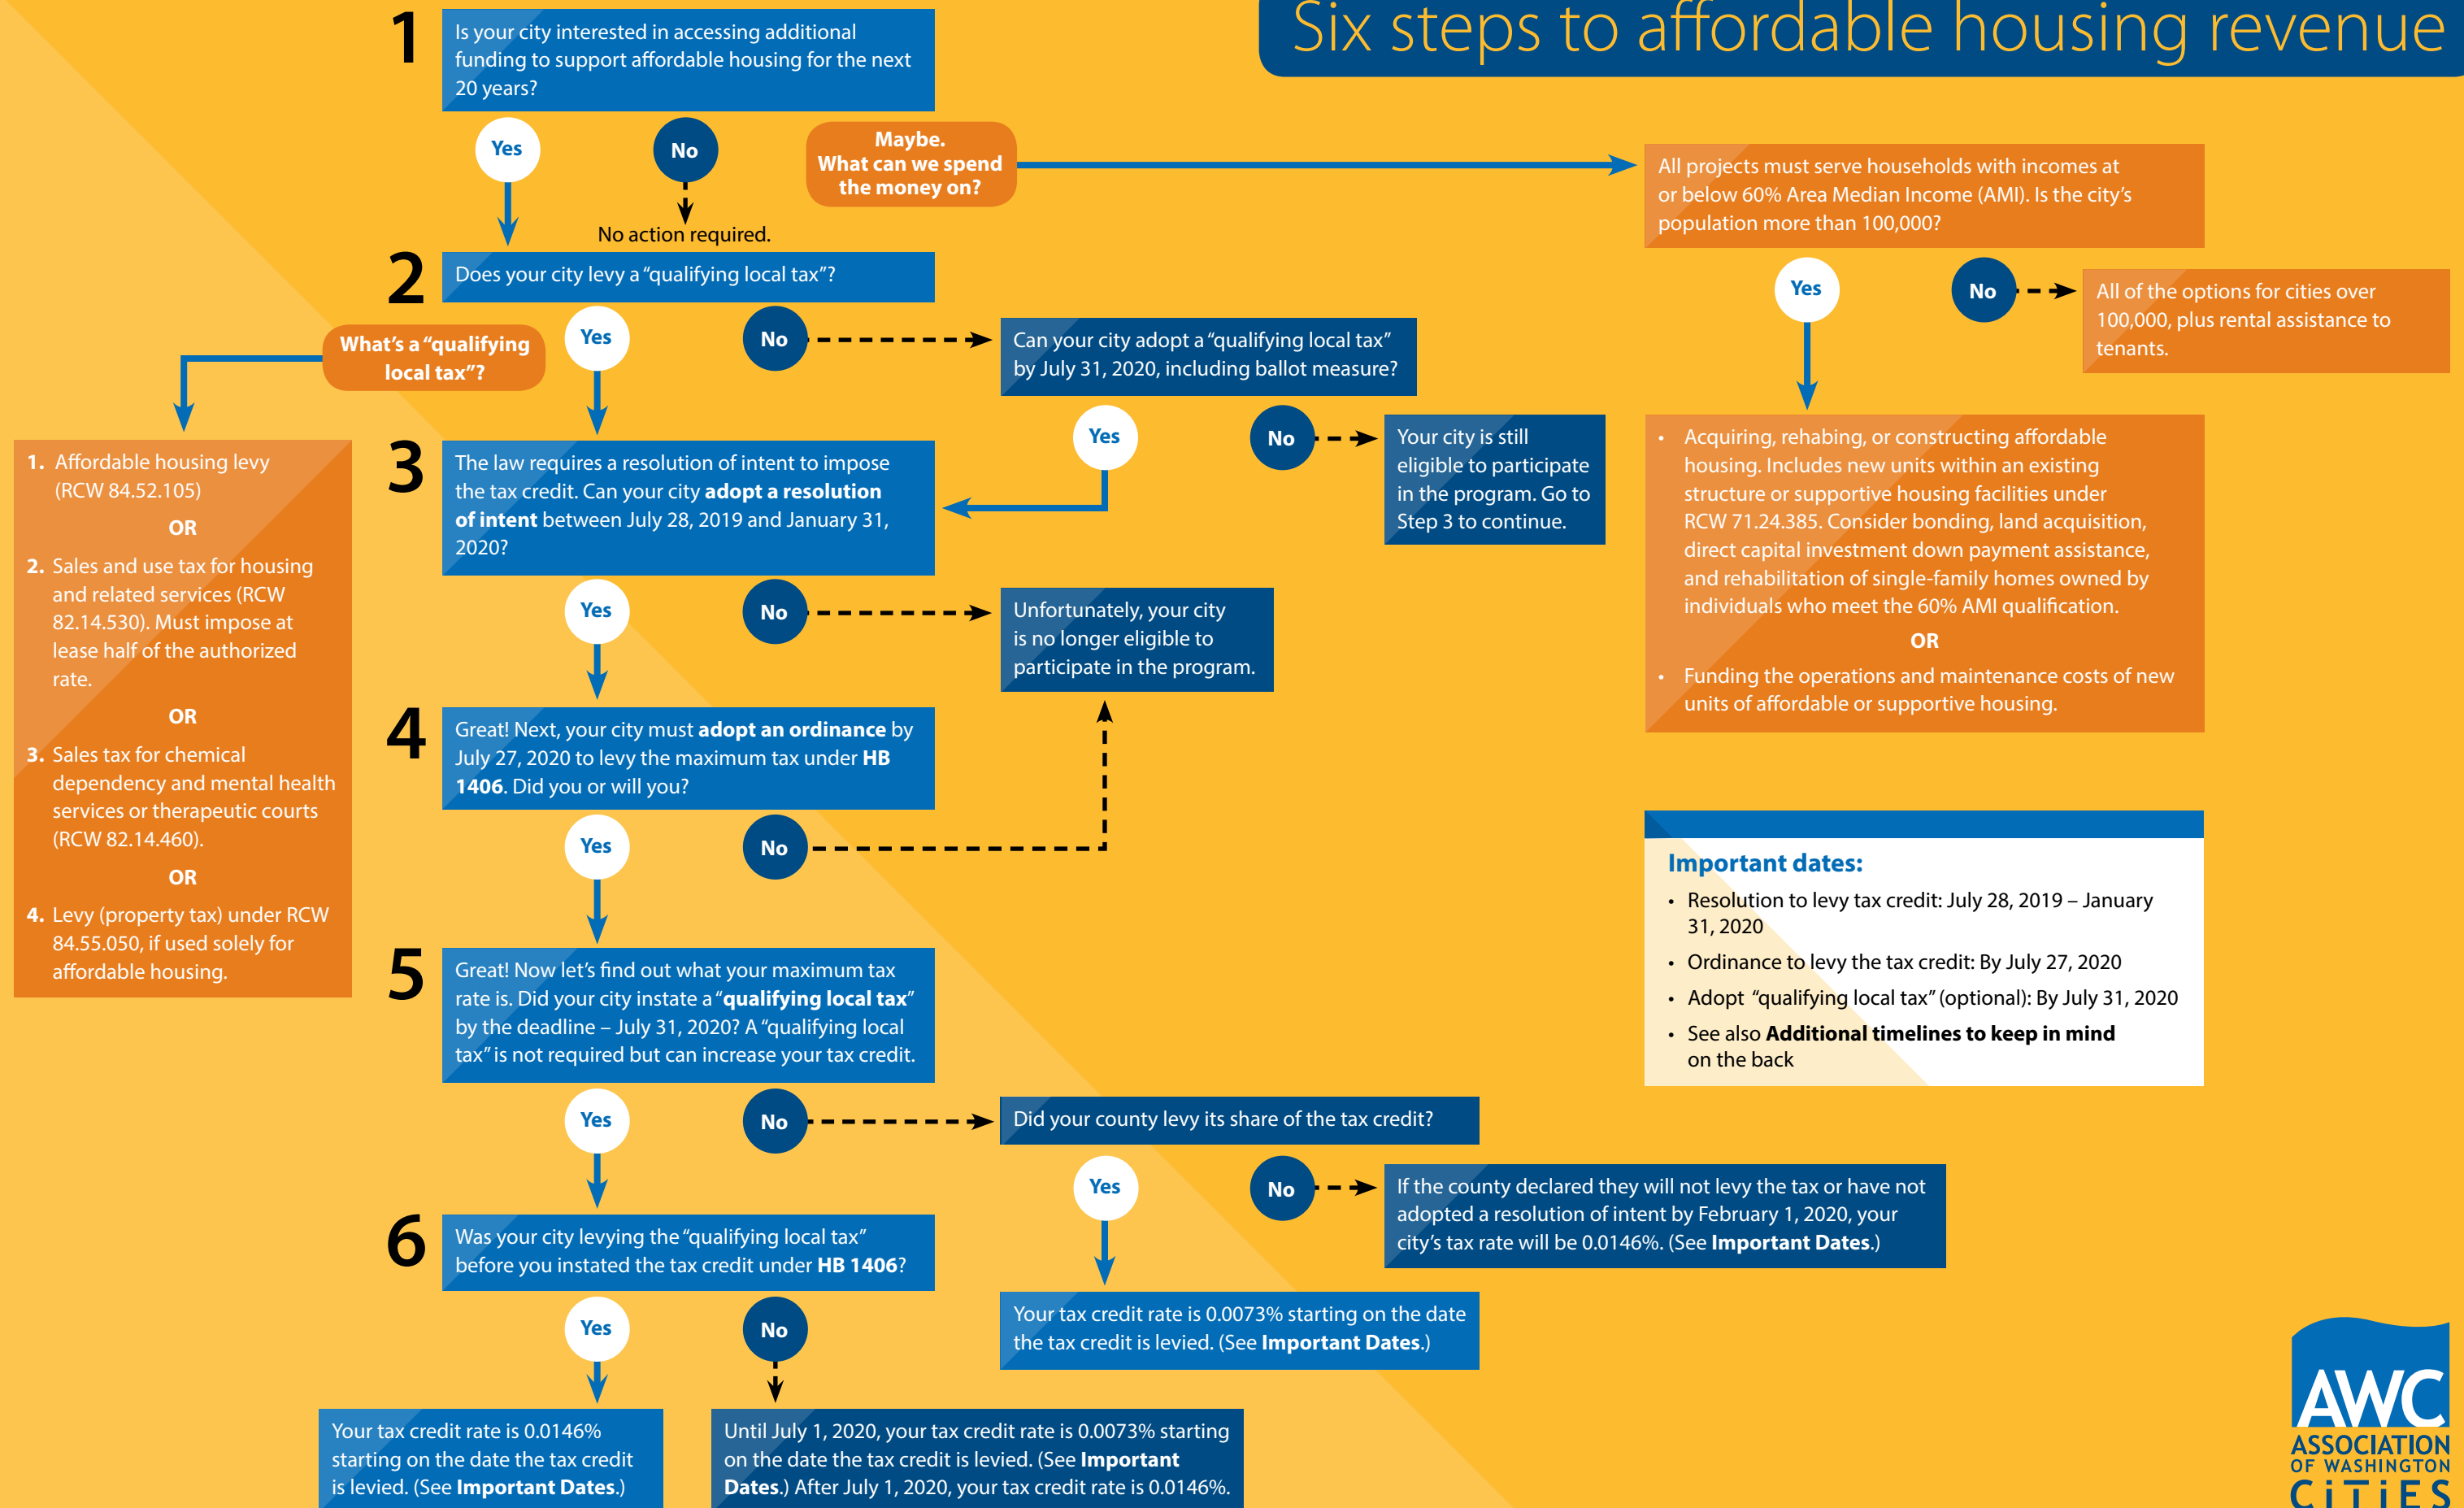 Six steps to affordable housing revenue
1
Is your city interested in accessing additional
funding to support affordable housing for the next
20 years?
Yes
No
Maybe.
What can we spend
the money on?
No action required.
All projects must serve households with incomes at
or below 60% Area Median Income (AMI). Is the city's
population more than 100,000?
Yes
No
All of the options for cities over
100,000, plus rental assistance to
tenants.
• Acquiring, rehabing, or constructing affordable
housing. Includes new units within an existing
structure or supportive housing facilities under
RCW 71.24.385. Consider bonding, land acquisition,
direct capital investment down payment assistance,
and rehabilitation of single-family homes owned by
individuals who meet the 60% AMI qualification.
OR
• Funding the operations and maintenance costs of new
units of affordable or supportive housing.
2
Does your city levy a "qualifying local tax"?
What's a "qualifying
local tax"?
Yes
No
Can your city adopt a "qualifying local tax"
by July 31, 2020, including ballot measure?
Yes
No
Your city is still
eligible to participate
in the program. Go to
Step 3 to continue.
1. Affordable housing levy
(RCW 84.52.105)
OR
2. Sales and use tax for housing
and related services (RCW
82.14.530). Must impose at
lease half of the authorized
rate.
OR
3. Sales tax for chemical
dependency and mental health
services or therapeutic courts
(RCW 82.14.460).
OR
4. Levy (property tax) under RCW
84.55.050, if used solely for
affordable housing.
3
The law requires a resolution of intent to impose
the tax credit. Can your city adopt a resolution
of intent between July 28, 2019 and January 31,
2020?
Yes
No
Unfortunately, your city
is no longer eligible to
participate in the program.
4
Great! Next, your city must adopt an ordinance by
July 27, 2020 to levy the maximum tax under HB
1406. Did you or will you?
Yes
No
Important dates:
• Resolution to levy tax credit: July 28, 2019 – January
31, 2020
• Ordinance to levy the tax credit: By July 27, 2020
• Adopt "qualifying local tax" (optional): By July 31, 2020
• See also Additional timelines to keep in mind
on the back
5
Great! Now let's find out what your maximum tax
rate is. Did your city instate a "qualifying local tax"
by the deadline – July 31, 2020? A "qualifying local
tax" is not required but can increase your tax credit.
Yes
No
Did your county levy its share of the tax credit?
Yes
No
If the county declared they will not levy the tax or have not
adopted a resolution of intent by February 1, 2020, your
city's tax rate will be 0.0146%. (See Important Dates.)
Your tax credit rate is 0.0073% starting on the date
the tax credit is levied. (See Important Dates.)
6
Was your city levying the "qualifying local tax"
before you instated the tax credit under HB 1406?
Yes
No
Your tax credit rate is 0.0146%
starting on the date the tax credit
is levied. (See Important Dates.)
Until July 1, 2020, your tax credit rate is 0.0073% starting
on the date the tax credit is levied. (See Important
Dates.) After July 1, 2020, your tax credit rate is 0.0146%.
AWC
ASSOCIATION
OF WASHINGTON
CiTiES